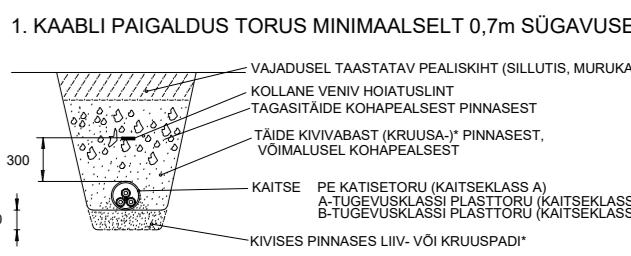 1. KAABLI PAIGALDUS TORUS MINIMAALSELT 0,7m SÜGAVUSE
VAJADUSEL TAASTATAV PEALISKIHT (SILLUTIS, MURUKA
KOLLANE VENIV HOIATUSLINT
TAGASITÄIDE KOHAPEALSEST PINNASEST
TÄIDE KIVIVABAST (KRUUSA-)* PINNASEST,
VÕIMALUSEL KOHAPEALSEST
300
KAITSE PE KATISETORU (KAITSEKLASS A)
A-TUGEVUSKLASSI PLASTTORU (KAITSEKLASS
B-TUGEVUSKLASSI PLASTTORU (KAITSEKLASS
KIVISES PINNASES LIIV- VÕI KRUUSPADI*